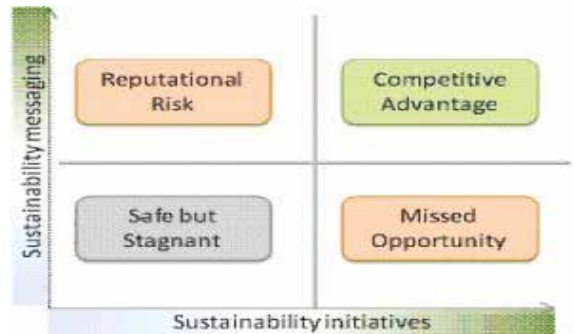 Sustainability messaging
Reputational
Risk
Competitive
Advantage
Safe but
Stagnant
Missed
Opportunity
Sustainability initiatives